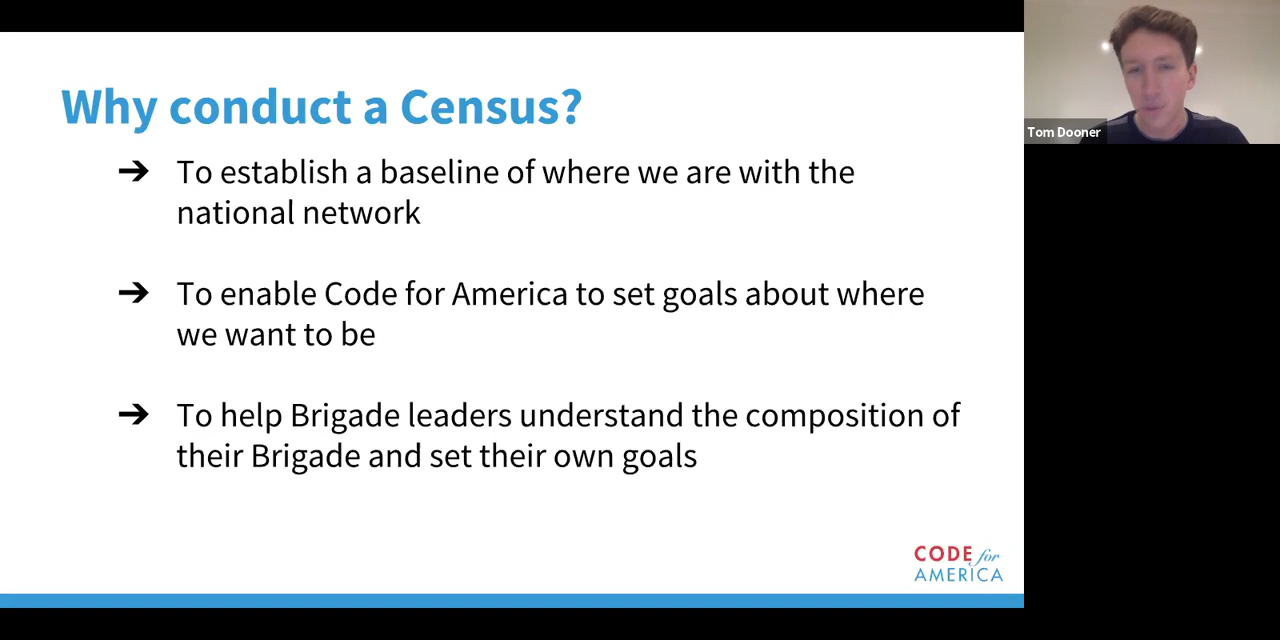 Why conduct a Census?
➔ To establish a baseline of where we are with the
national network
➔ To enable Code for America to set goals about where
we want to be
➔ To help Brigade leaders understand the composition of
their Brigade and set their own goals
CODE for
AMERICA
Tom Dooner